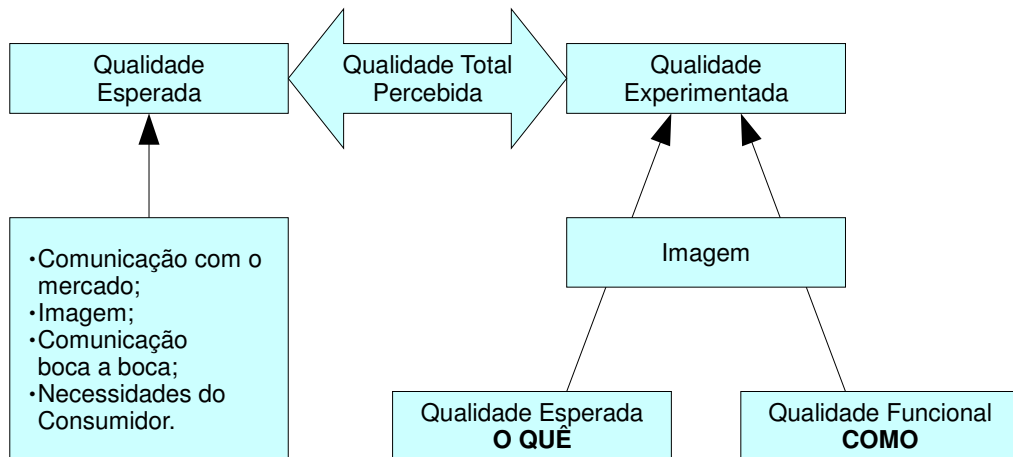 Qualidade
Esperada
Qualidade Total
Percebida
Qualidade
Experimentada
•Comunicação com o
mercado;
•Imagem;
•Comunicação
boca a boca;
•Necessidades do
Consumidor.
Imagem
Qualidade Esperada
O QUÊ
Qualidade Funcional
COMO